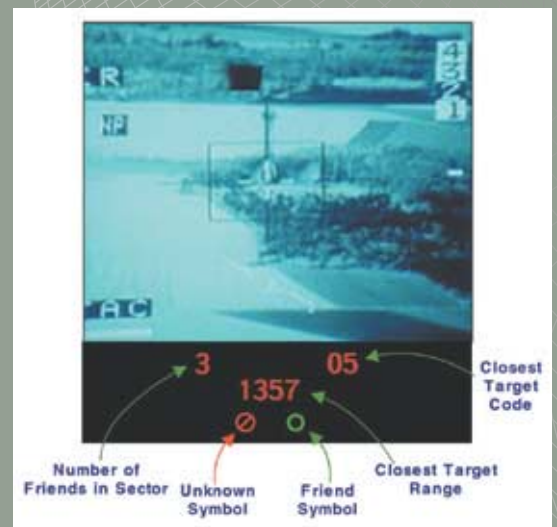 R
4
3
2
1
NP
AC
3 05
1357
Closest
Target
Code
Number of
Friends in Sector
Unknown
Symbol
Friend
Symbol
Closest Target
Range